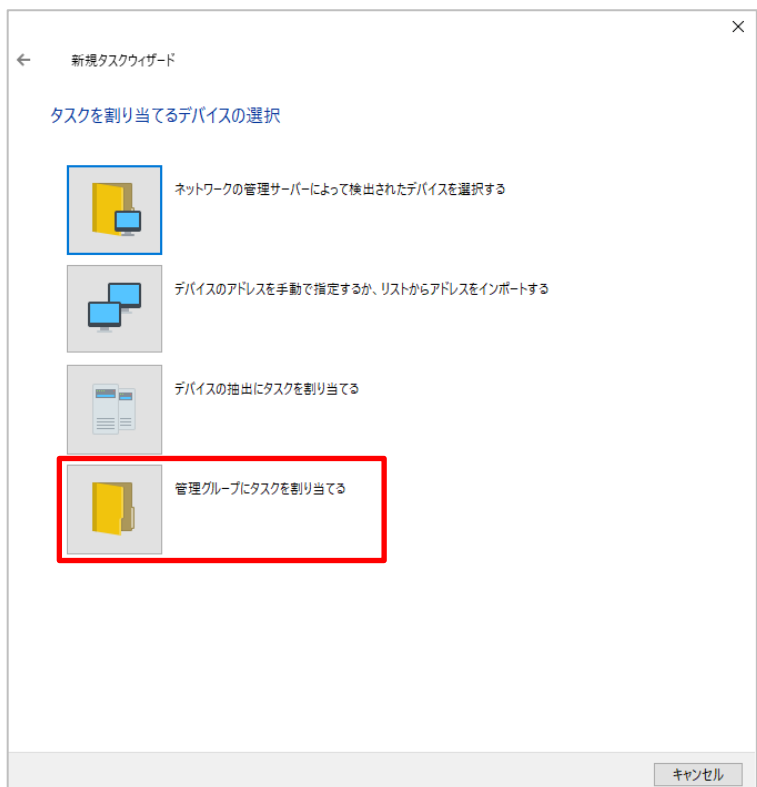 新規タスクウィザード
タスクを割り当てるデバイスの選択
ネットワークの管理サーバーによって検出されたデバイスを選択する
デバイスのアドレスを手動で指定するか、リストからアドレスをインポートする
デバイスの抽出にタスクを割り当てる
管理グループにタスクを割り当てる
キャンセル